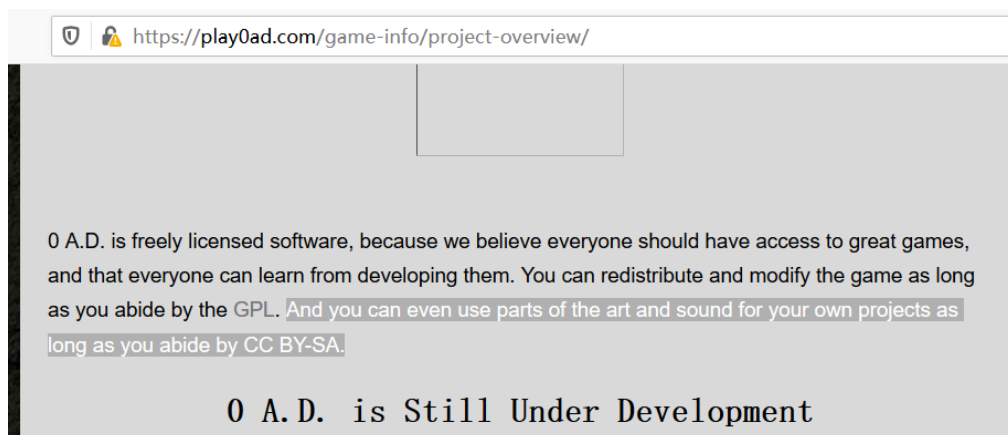 https://play0ad.com/game-info/project-overview/
0 A.D. is freely licensed software, because we believe everyone should have access to great games,
and that everyone can learn from developing them. You can redistribute and modify the game as long
as you abide by the GPL. And you can even use parts of the art and sound for your own projects as
long as you abide by CC BY-SA.
0 A.D. is Still Under Development